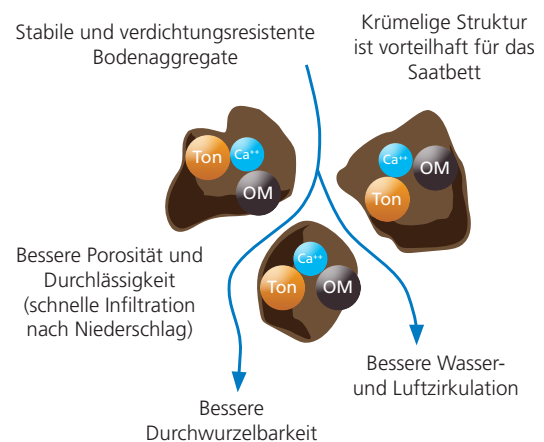 Stabile und verdichtungsresistente
Bodenaggregate
Krümelige Struktur
ist vorteilhaft für das
Saatbett
Ton
Ca⁺⁺
OM
Ca⁺⁺
OM
Ton
Bessere Porosität und
Durchlässigkeit
(schnelle Infiltration
nach Niederschlag)
Ca⁺⁺
Ton
OM
Bessere Wasser-
und Luftzirkulation
Bessere
Durchwurzelbarkeit